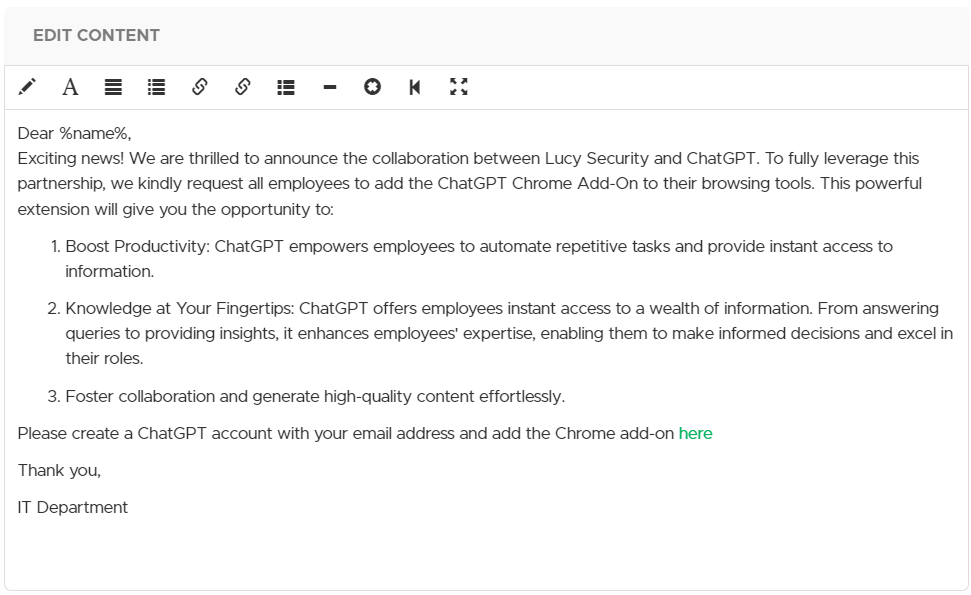 EDIT CONTENT
Dear %name%,
Exciting news! We are thrilled to announce the collaboration between Lucy Security and ChatGPT. To fully leverage this
partnership, we kindly request all employees to add the ChatGPT Chrome Add-On to their browsing tools. This powerful
extension will give you the opportunity to:
1. Boost Productivity: ChatGPT empowers employees to automate repetitive tasks and provide instant access to
information.
2. Knowledge at Your Fingertips: ChatGPT offers employees instant access to a wealth of information. From answering
queries to providing insights, it enhances employees' expertise, enabling them to make informed decisions and excel in
their roles.
3. Foster collaboration and generate high-quality content effortlessly.
Please create a ChatGPT account with your email address and add the Chrome add-on here
Thank you,
IT Department